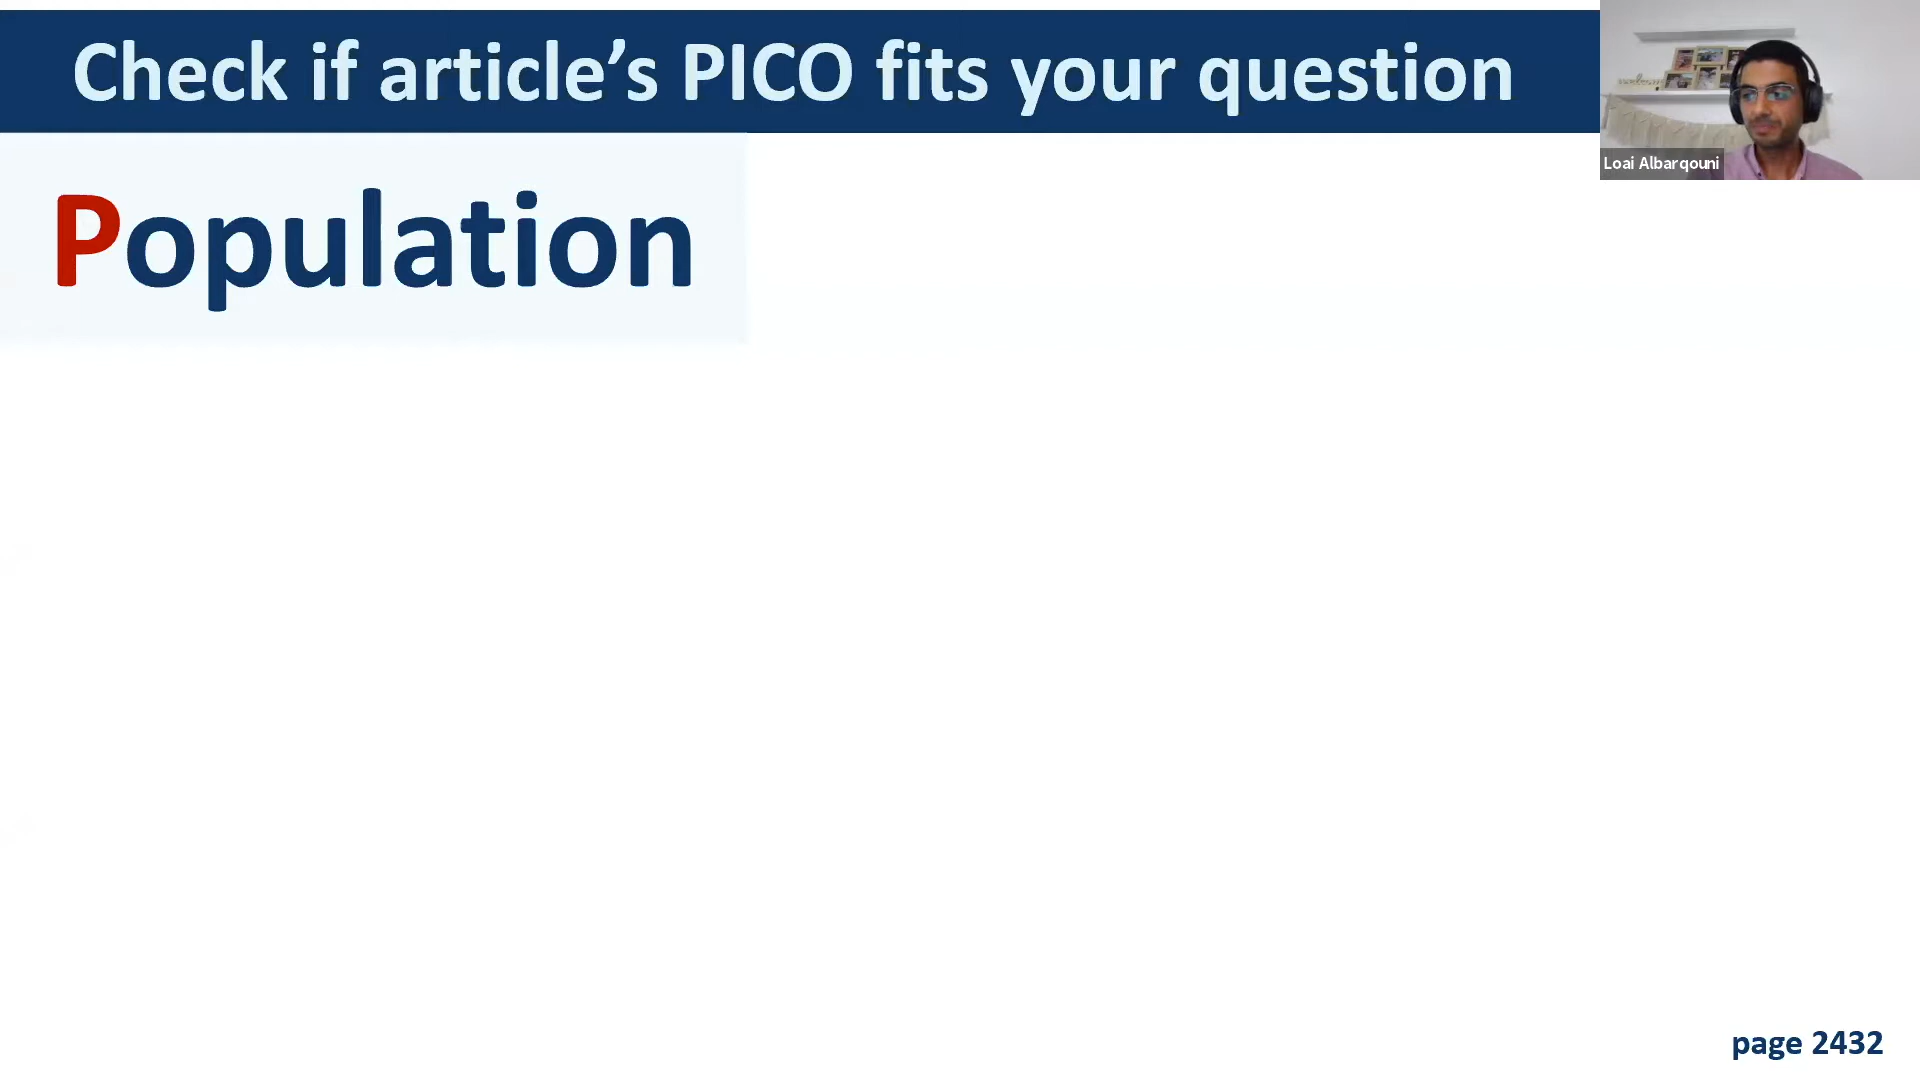 Check if article’s PICO fits your question
Loai Albarqouni
Population
page 2432